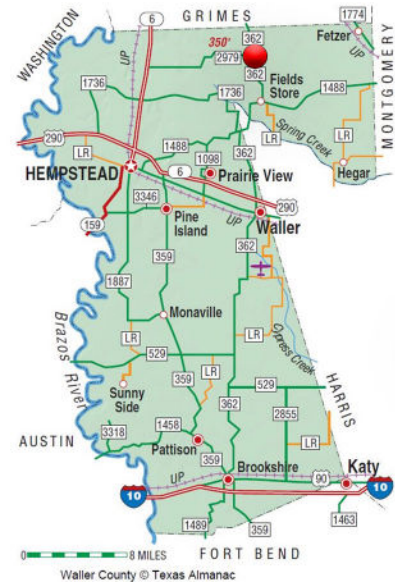 GRIMES
6
362
1774
Fetzer
WASHINGTON
MONTGOMERY
350'
UP
2979
362
1736
1736
Fields
Store
1488
290
LR
1488
Spring Creek
LR
HEMPSTEAD
1098
362
Hegar
6
Prairie View
3346
290
159
Pine
Island
UP
Waller
359
362
1887
Monaville
LR
Cypress Creek
Brazos
River
LR
529
LR
Sunny
Side
359
529
HARRIS
362
2855
AUSTIN
3318
1458
LR
Pattison
359
UP
Brookshire
90
Katy
10
10
1489
359
1463
0 8 MILES
FORT BEND
Waller County © Texas Almanac